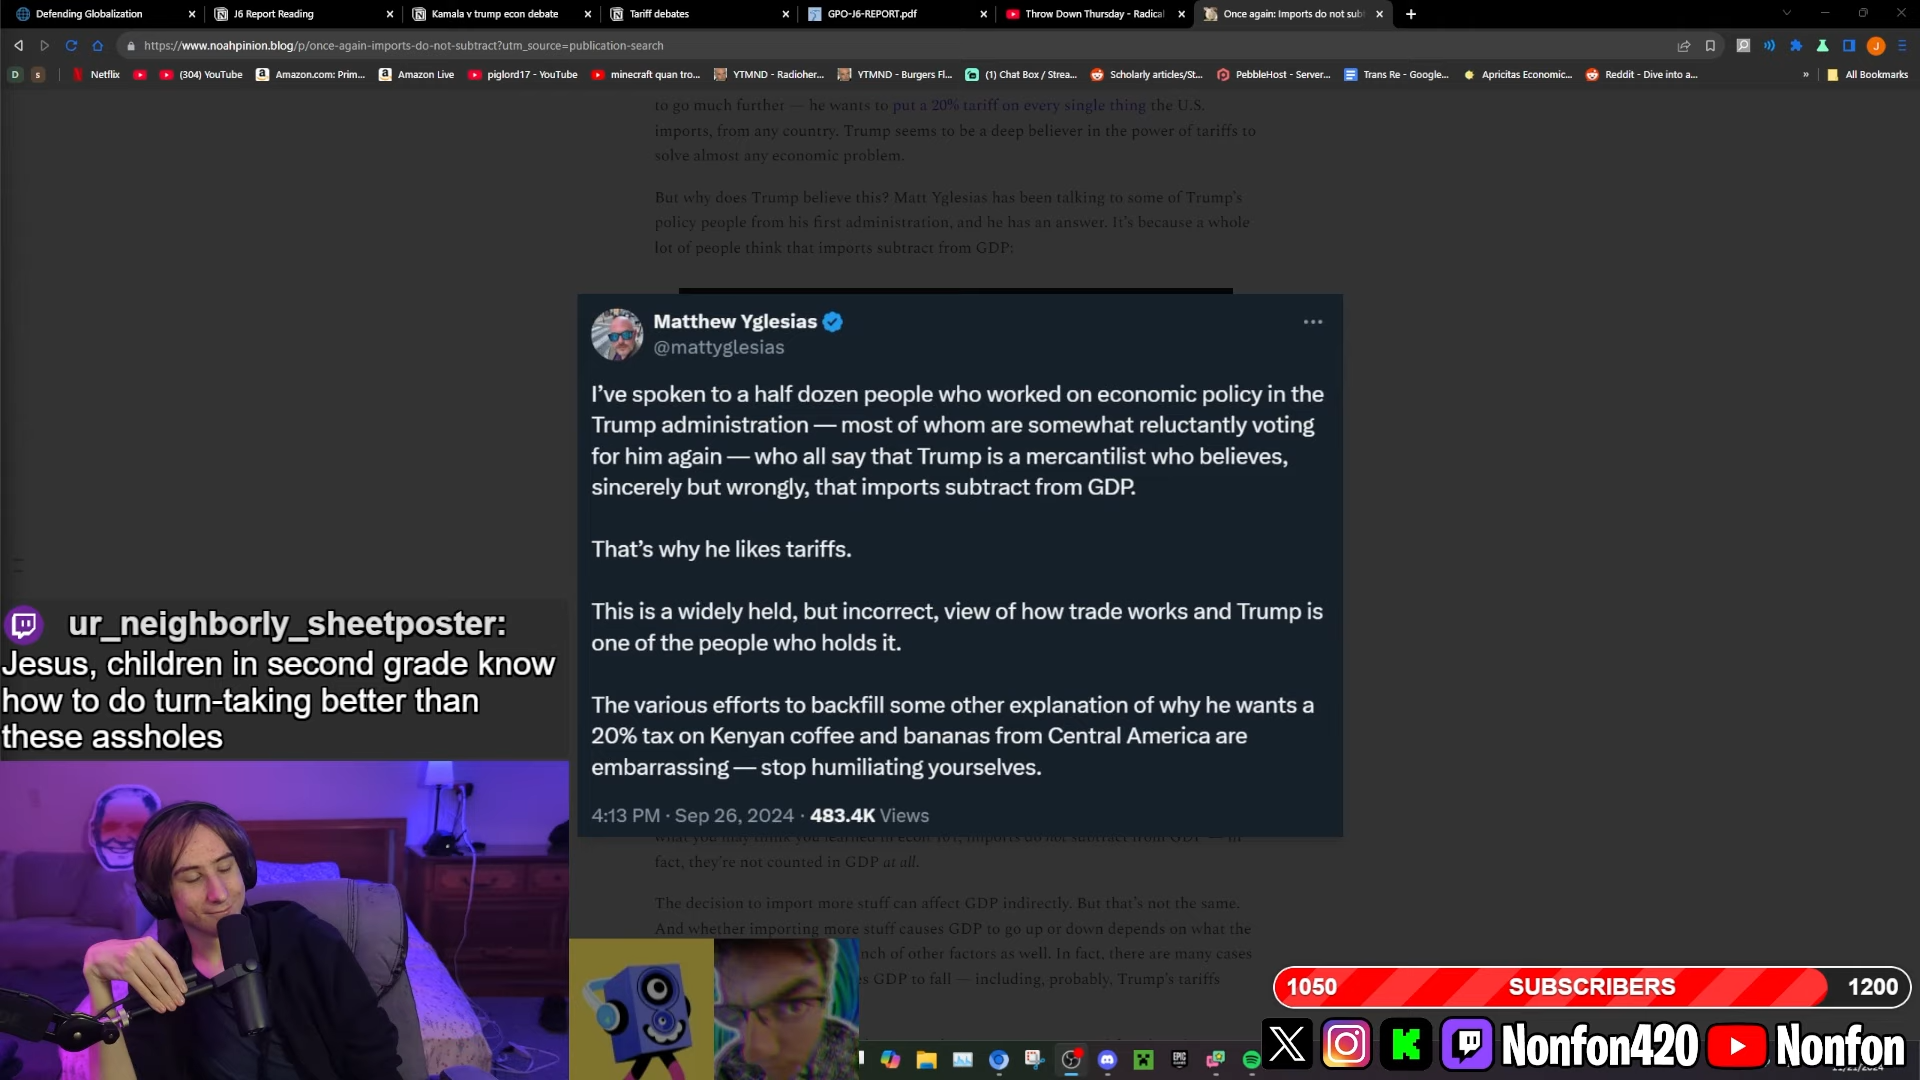 Defending Globalization
J6 Report Reading
Kamala v trump econ debate
Tariff debates
GPO-J6-REPORT.pdf
Throw Down Thursday - Radical
Once again: Imports do not sub
https://www.noahpinion.blog/p/once-again-imports-do-not-subtract?utm_source=publication-search
D
s
Netflix
(304) YouTube
Amazon.com: Prim...
Amazon Live
piglord17 - YouTube
minecraft quan tro...
YTMND - Radioher...
YTMND - Burgers Fl...
(1) Chat Box / Strea...
Scholarly articles/St...
PebbleHost - Server...
Trans Re - Google...
Apricitas Economic...
Reddit - Dive into a...
All Bookmarks
to go much further — he wants to put a 20% tariff on every single thing the U.S.
imports, from any country. Trump seems to be a deep believer in the power of tariffs to
solve almost any economic problem.
But why does Trump believe this? Matt Yglesias has been talking to some of Trump's
policy people from his first administration, and he has an answer. It's because a whole
lot of people think that imports subtract from GDP:
Matthew Yglesias
@mattyglesias
I've spoken to a half dozen people who worked on economic policy in the
Trump administration — most of whom are somewhat reluctantly voting
for him again — who all say that Trump is a mercantilist who believes,
sincerely but wrongly, that imports subtract from GDP.
That's why he likes tariffs.
This is a widely held, but incorrect, view of how trade works and Trump is
one of the people who holds it.
The various efforts to backfill some other explanation of why he wants a
20% tax on Kenyan coffee and bananas from Central America are
embarrassing — stop humiliating yourselves.
4:13 PM · Sep 26, 2024 · 483.4K Views
fact, they're not counted in GDP at all.
The decision to import more stuff can affect GDP indirectly. But that's not the same.
And whether importing more stuff causes GDP to go up or down depends on what the
nch of other factors as well. In fact, there are many cases
s GDP to fall — including, probably, Trump's tariffs
ur_neighborly_sheetposter:
Jesus, children in second grade know
how to do turn-taking better than
these assholes
1050 SUBSCRIBERS 1200
Nonfon420
Nonfon